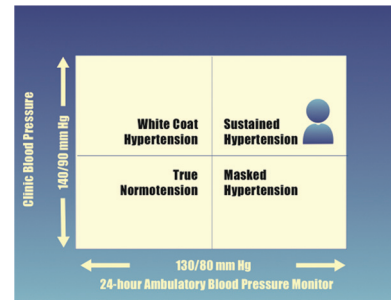 Clinic Blood Pressure
140/90 mm Hg
White Coat
Hypertension
Sustained
Hypertension
True
Normotension
Masked
Hypertension
130/80 mm Hg
24-hour Ambulatory Blood Pressure Monitor